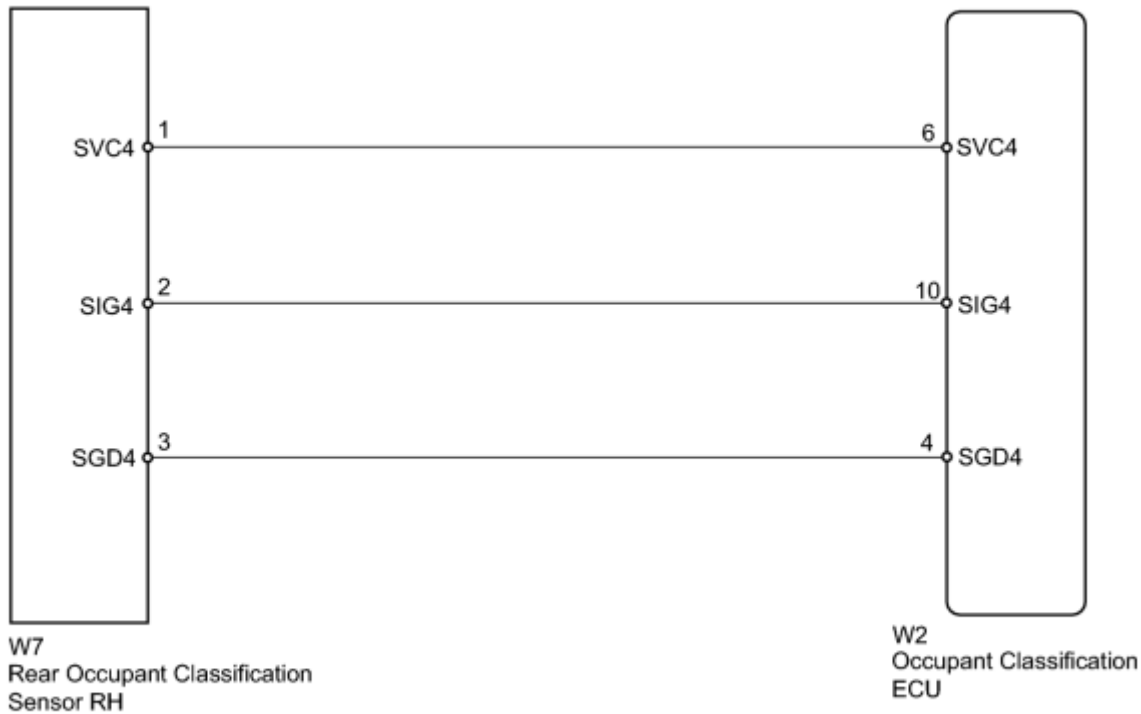 1
6
SVC4
SVC4
2
10
SIG4
SIG4
3
4
SGD4
SGD4
W7
Rear Occupant Classification
Sensor RH
W2
Occupant Classification
ECU